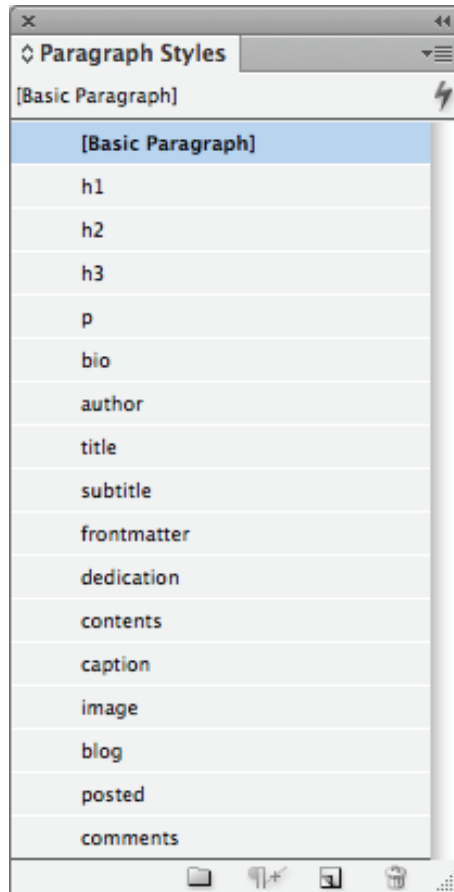 Paragraph Styles
[Basic Paragraph]
[Basic Paragraph]
h1
h2
h3
p
bio
author
title
subtitle
frontmatter
dedication
contents
caption
image
blog
posted
comments